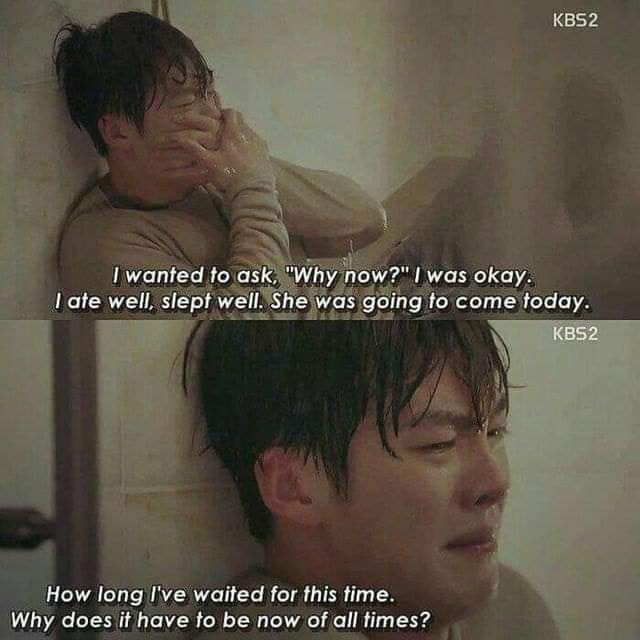 KBS2
I wanted to ask, "Why now?" I was okay.
I ate well, slept well. She was going to come today.
KBS2
How long I've waited for this time.
Why does it have to be now of all times?